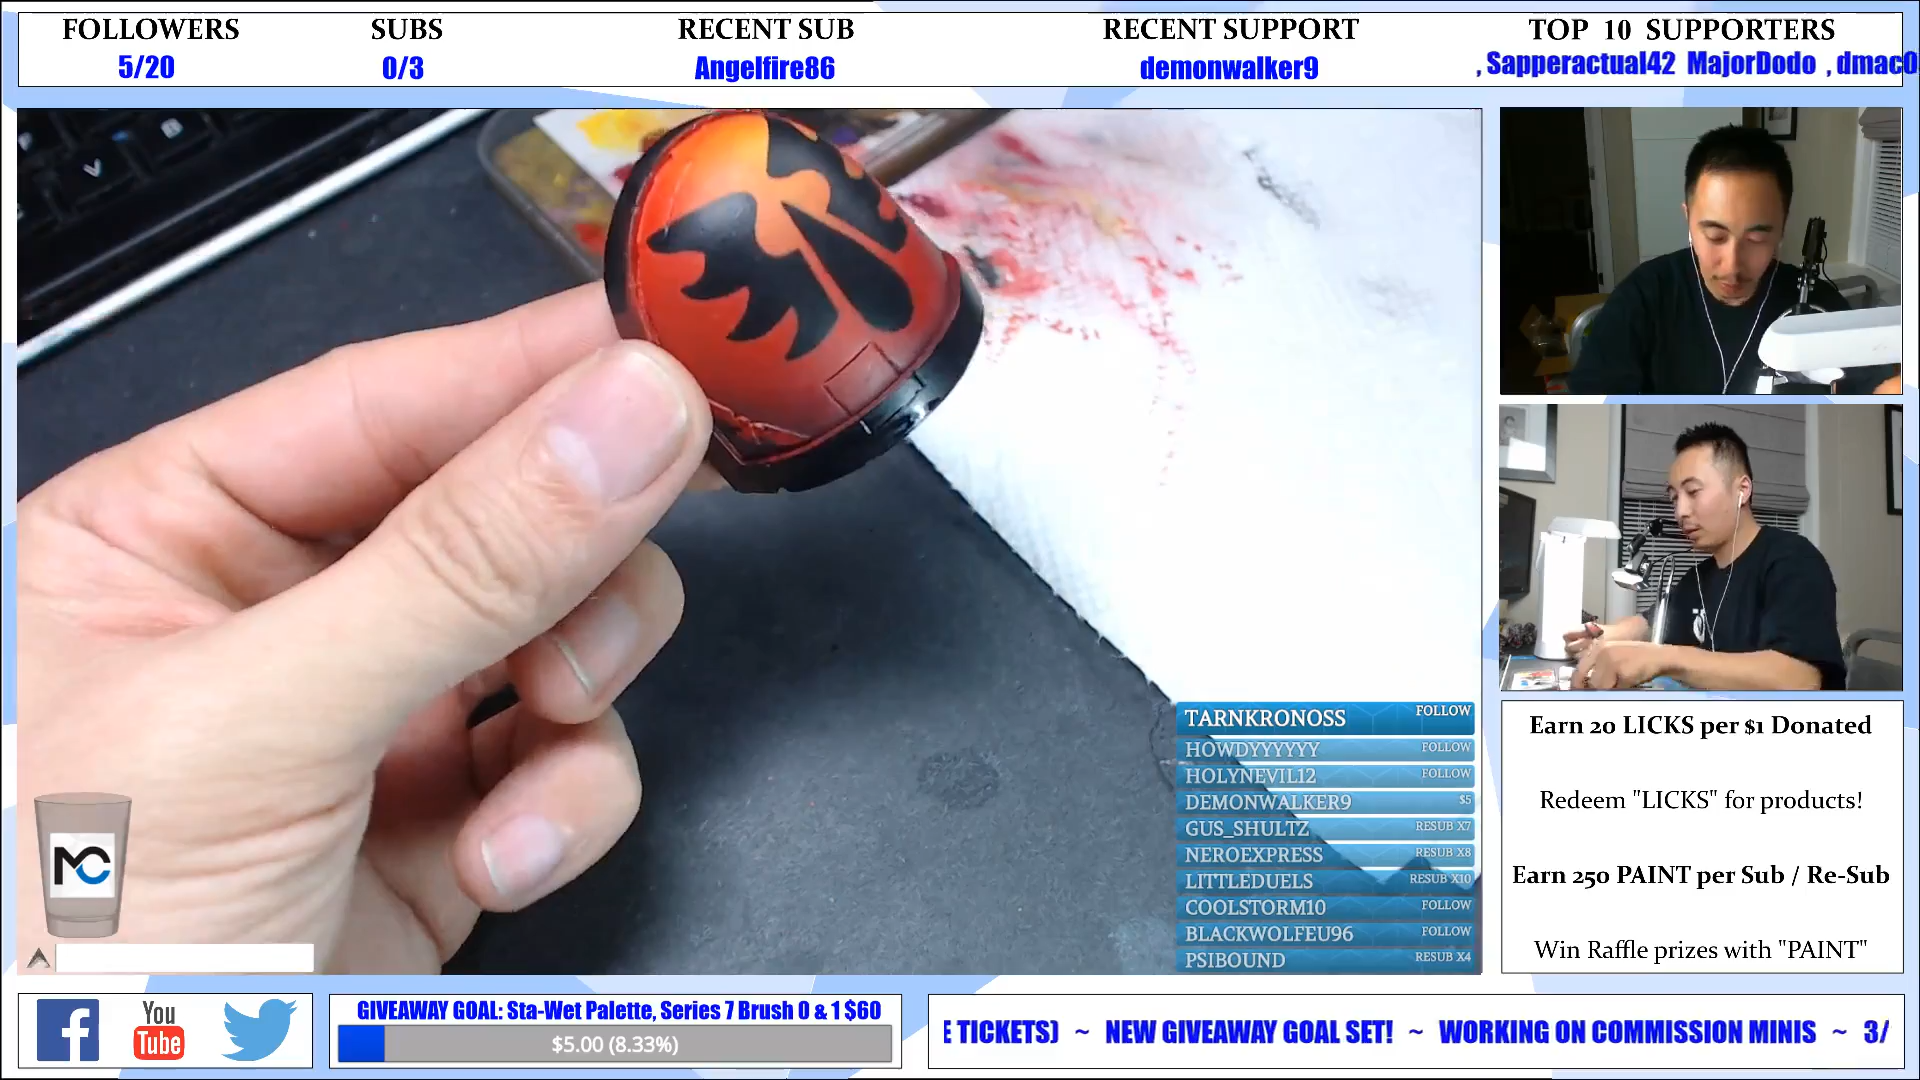 FOLLOWERS
5/20
SUBS
0/3
RECENT SUB
Angelfire86
RECENT SUPPORT
demonwalker9
TOP 10 SUPPORTERS
, Sapperactual42 MajorDodo , dmac0
V
B
TARNKRONOSS FOLLOW
HOWDYYYYYY FOLLOW
HOLYNEVIL12 FOLLOW
DEMONWALKER9 $5
GUS_SHULTZ RESUB X7
NEROEXPRESS RESUB X8
LITTLEDUELS RESUB X10
COOLSTORM10 FOLLOW
BLACKWOLFEU96 FOLLOW
PSIBOUND RESUB X4
MC
Earn 20 LICKS per $1 Donated
Redeem "LICKS" for products!
Earn 250 PAINT per Sub / Re-Sub
Win Raffle prizes with "PAINT"
f
You
Tube
GIVEAWAY GOAL: Sta-Wet Palette, Series 7 Brush 0 & 1 $60
$5.00 (8.33%)
E TICKETS) ~ NEW GIVEAWAY GOAL SET! ~ WORKING ON COMMISSION MINIS ~ 3/